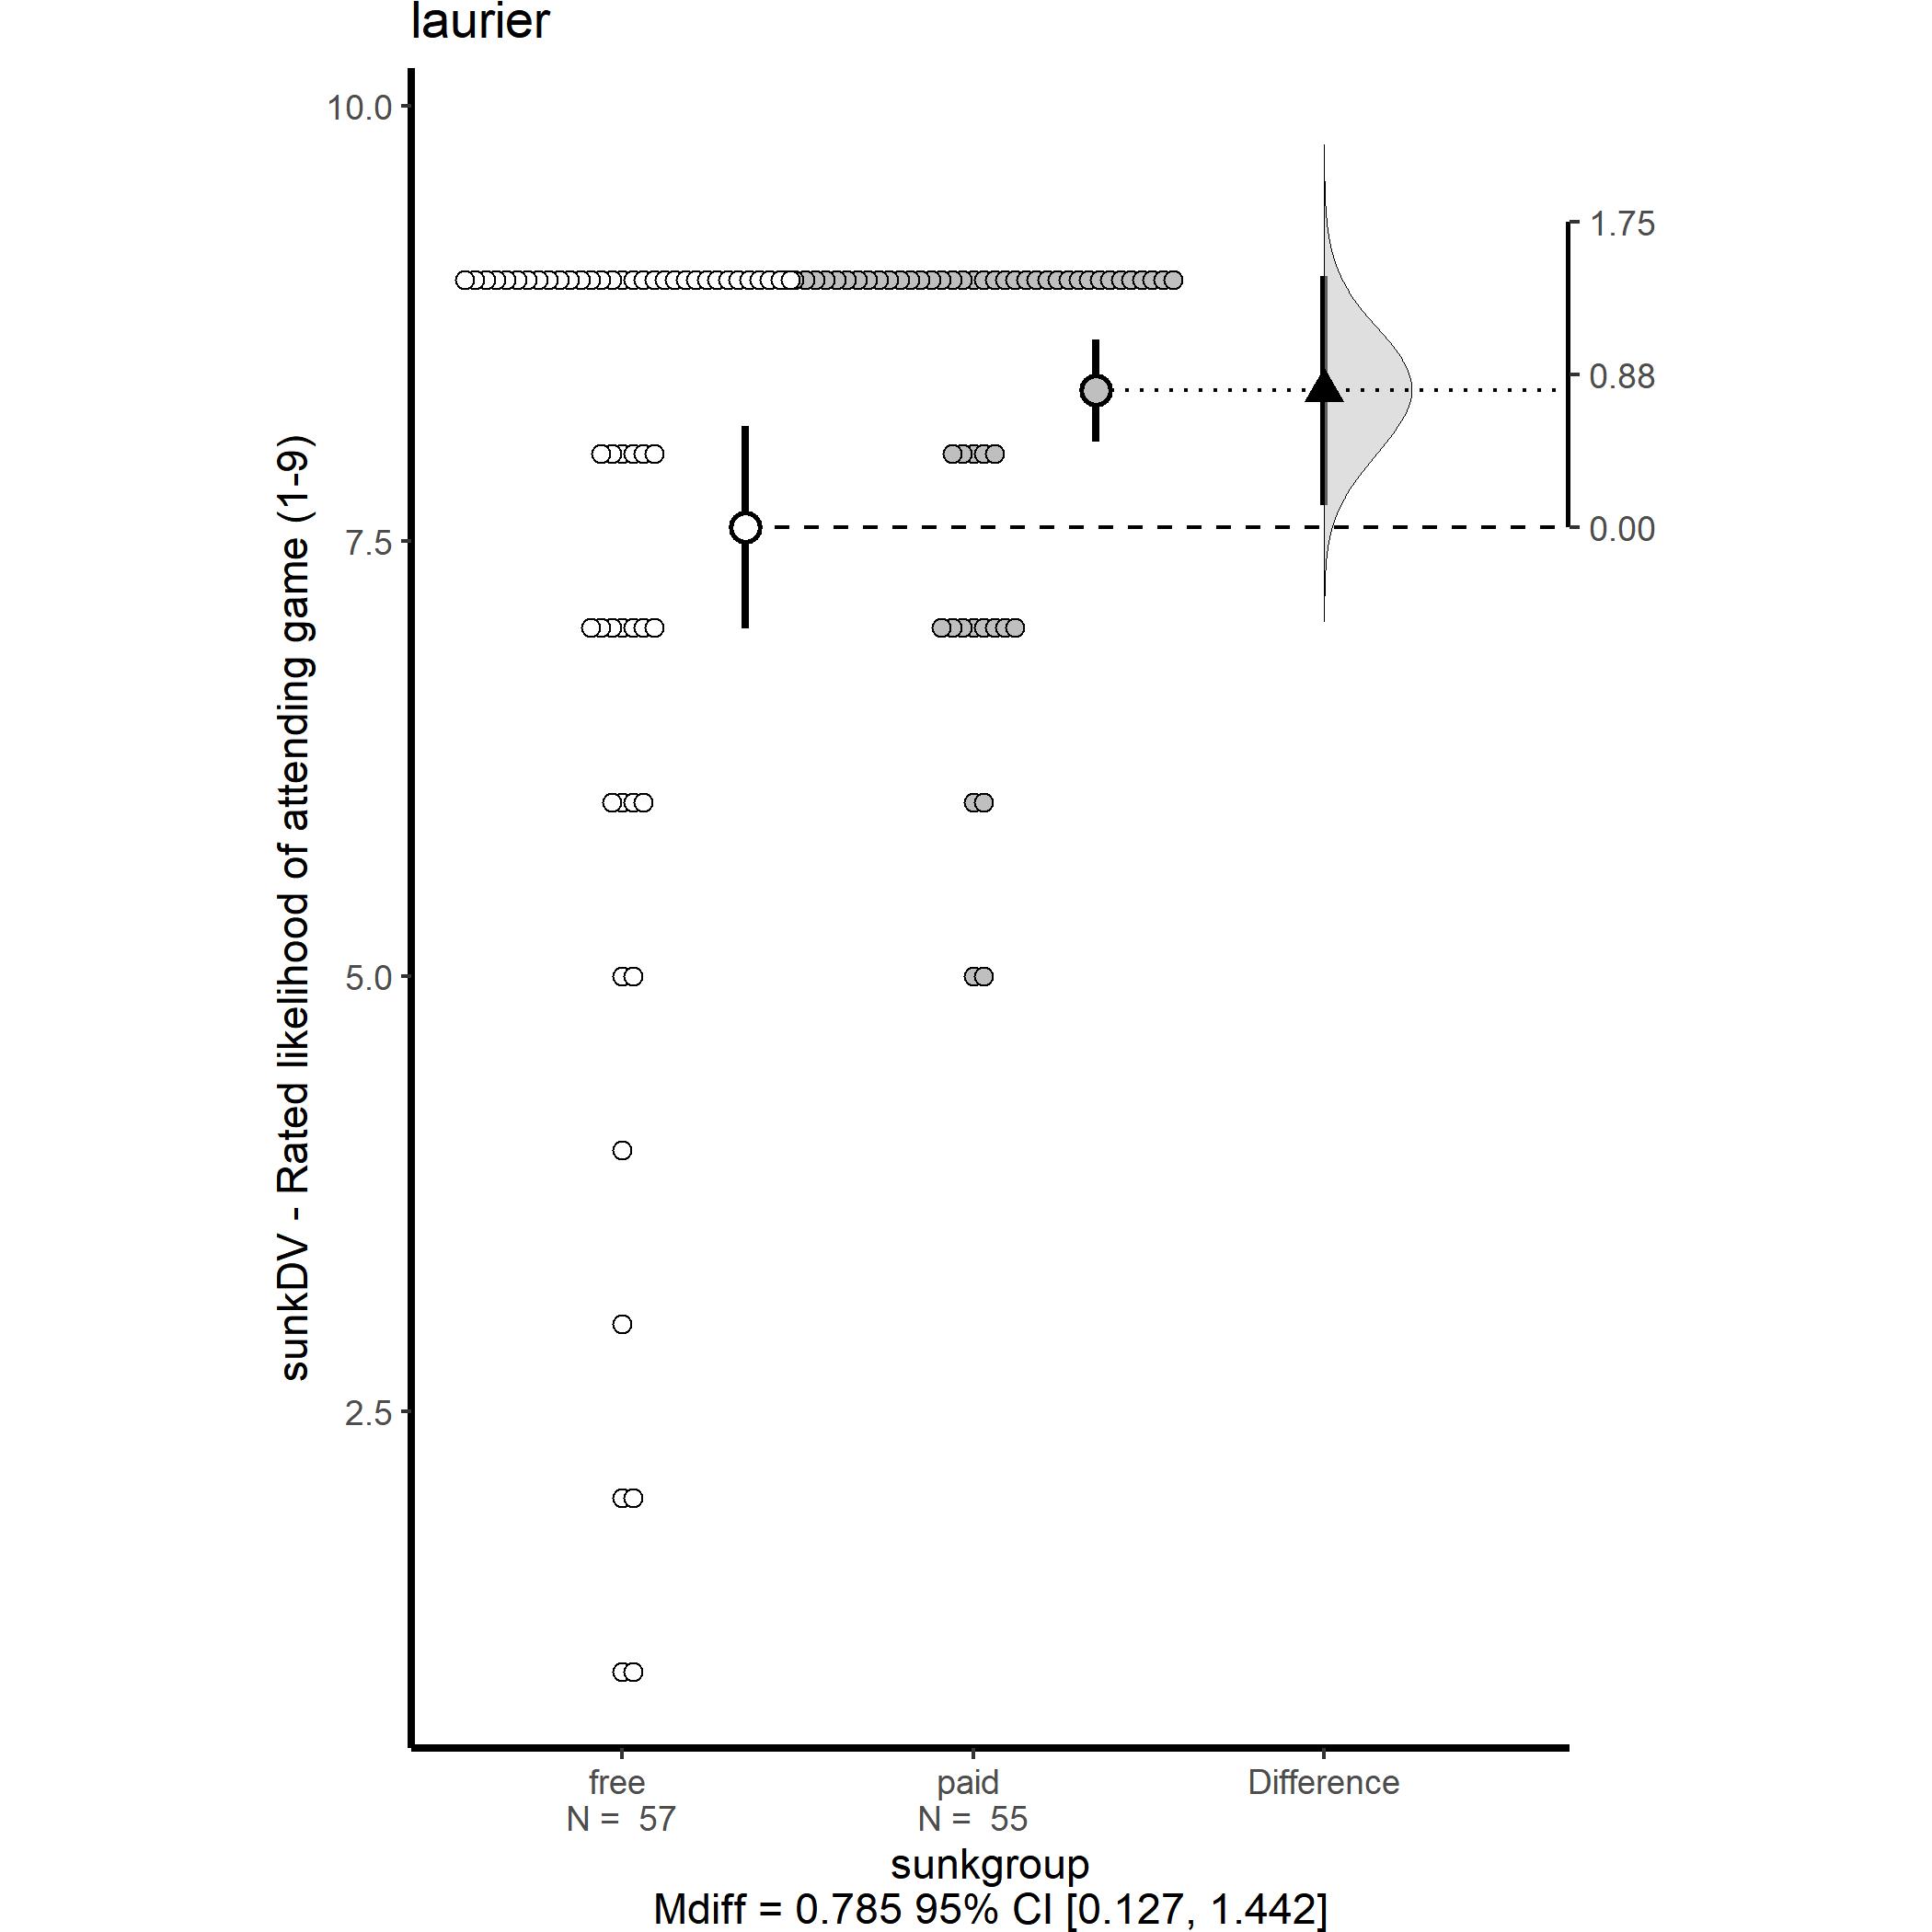 laurier
10.0
7.5
5.0
2.5
sunkDV - Rated likelihood of attending game (1-9)
1.75
0.88
0.00
free
N =  57
paid
N =  55
Difference
sunkgroup
Mdiff = 0.785 95% CI [0.127, 1.442]